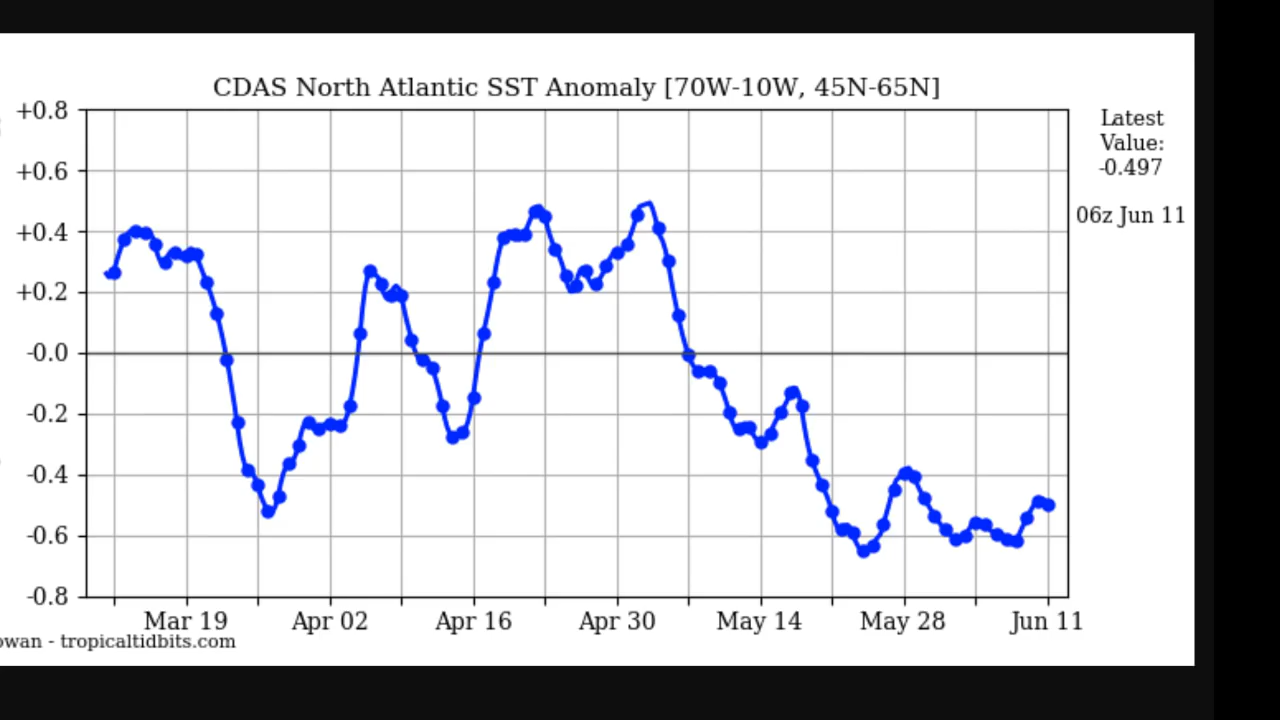 CDAS North Atlantic SST Anomaly [70W-10W, 45N-65N]
+0.8
+0.6
+0.4
+0.2
-0.0
-0.2
-0.4
-0.6
-0.8
Latest
Value:
-0.497
06z Jun 11
Mar 19 Apr 02 Apr 16 Apr 30 May 14 May 28 Jun 11
owan - tropicaltidbits.com